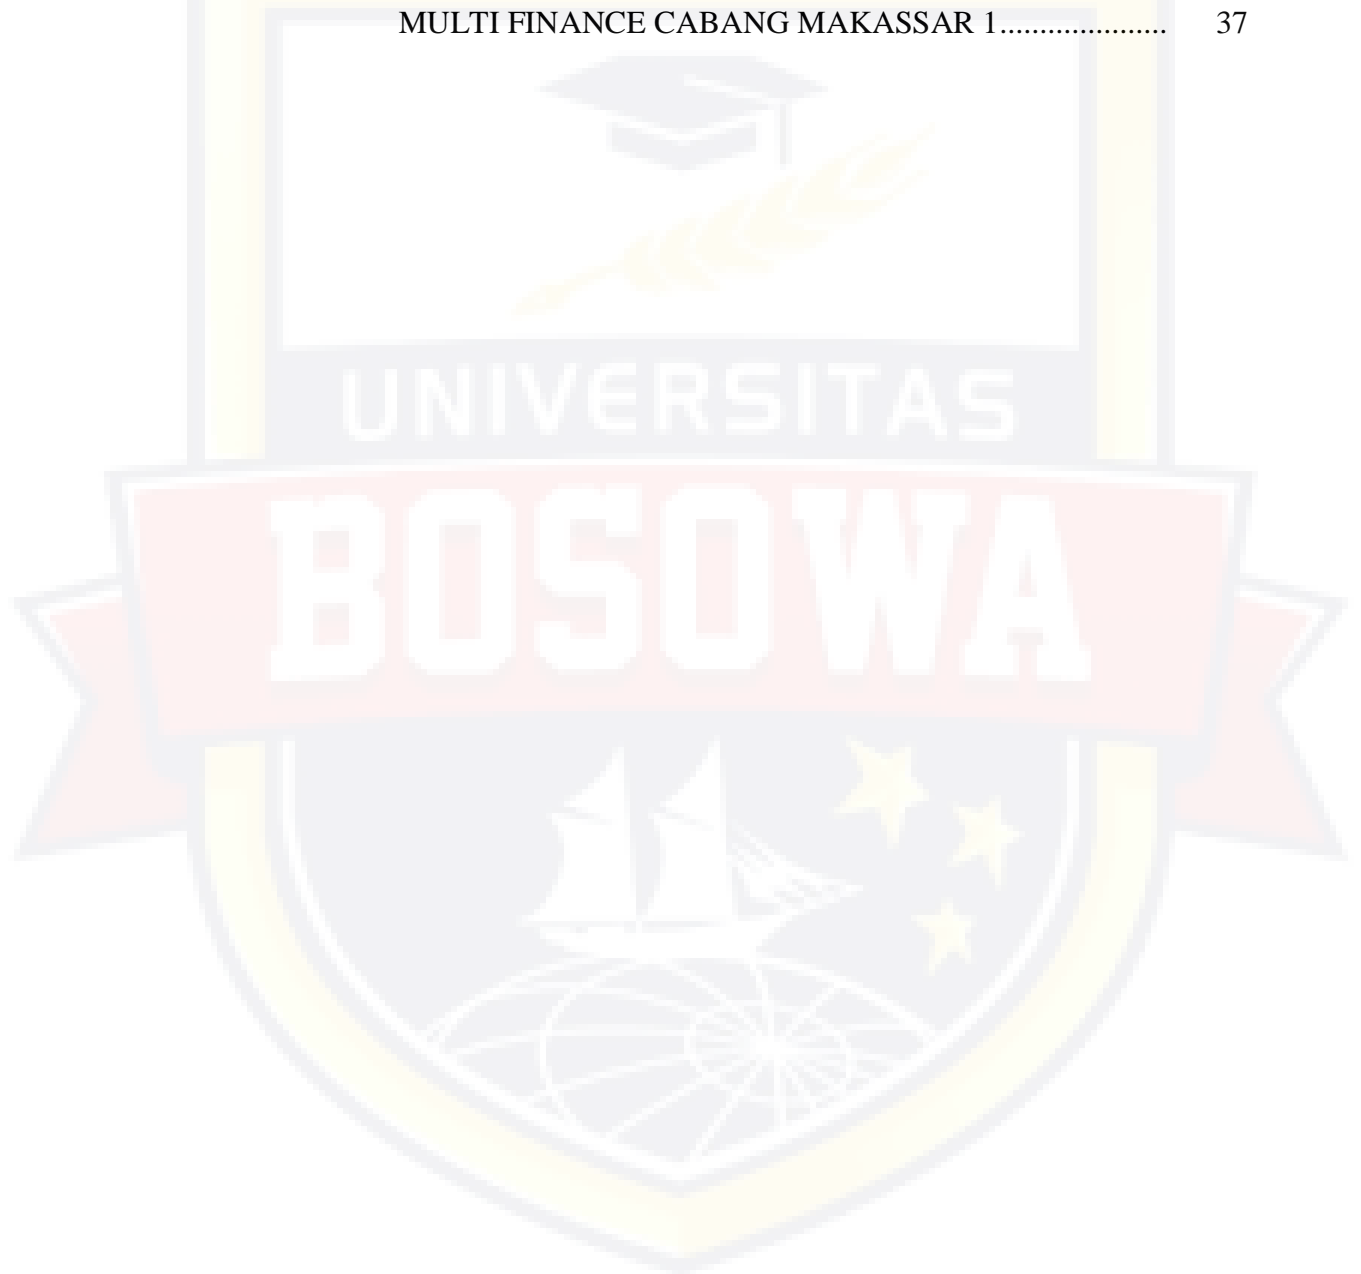 MULTI FINANCE CABANG MAKASSAR 1..................... 37
UNIVERSITAS
BOSOWA